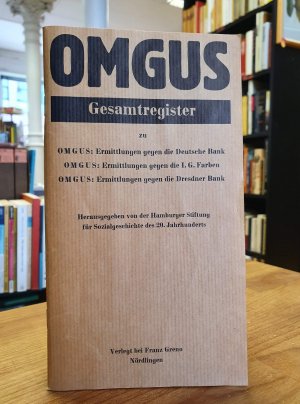 OMGUS
Gesamtregister
zu
OMGUS: Ermittlungen gegen die Deutsche Bank
OMGUS: Ermittlungen gegen die I. G. Farben
OMGUS: Ermittlungen gegen die Dresdner Bank
Herausgegeben von der Hamburger Stiftung
für Sozialgeschichte des 20. Jahrhunderts
Verlegt bei Franz Greno
Nördlingen